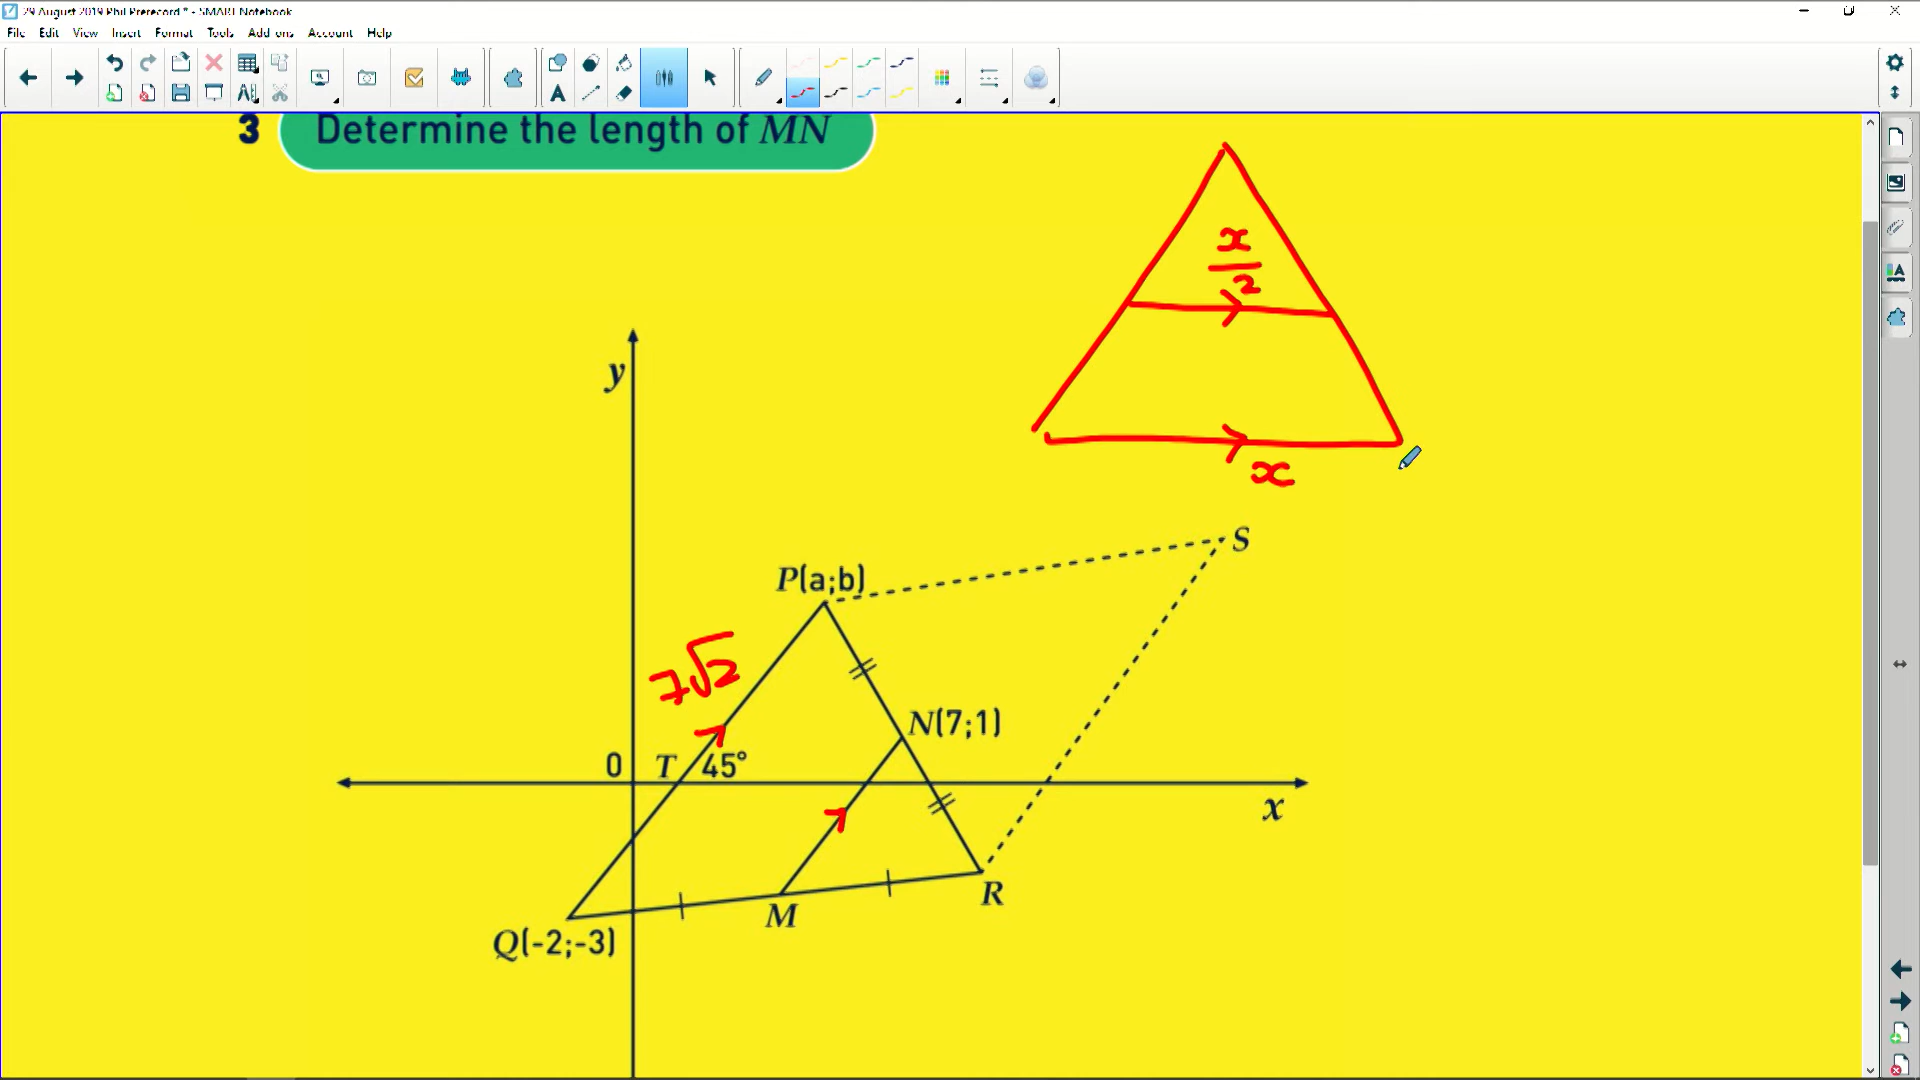 29 August 2019 Phil Prerecord * - SMART Notebook
File Edit View Insert Format Tools Add-ons Account Help
3 Determine the length of MN
x
2
x
y
S
P(a;b)
7√2
N(7;1)
0 T 45°
x
M
R
Q(-2;-3)